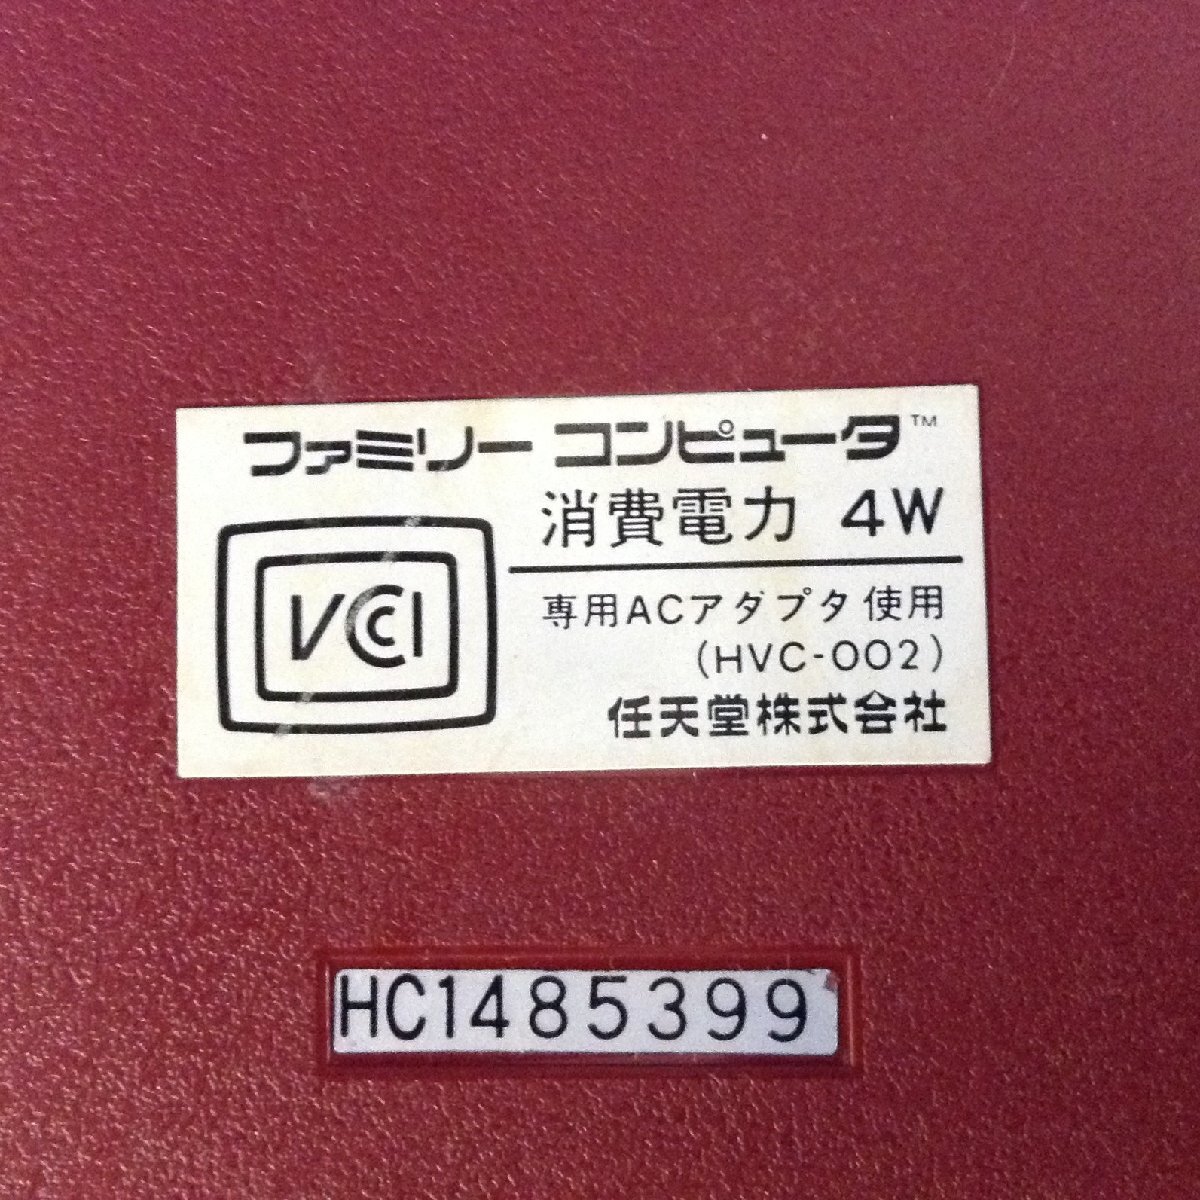 ファミリー コンピュータ™
消費電力 4W
VCCI
専用ACアダプタ使用
(HVC-002)
任天堂株式会社
HC1485399